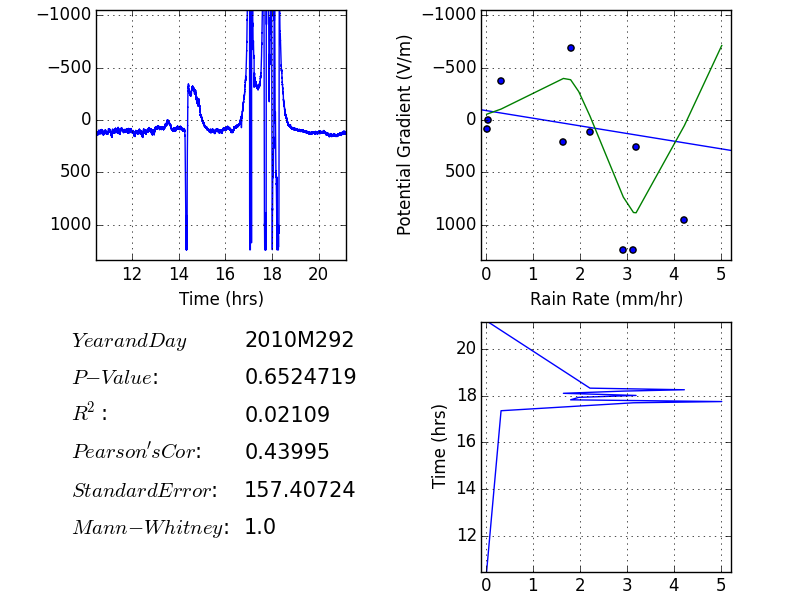 −1000
−500
0
500
1000
12 14 16 18 20
Time (hrs)
Potential Gradient (V/m)
−1000
−500
0
500
1000
0 1 2 3 4 5
Rain Rate (mm/hr)
YearandDay 2010M292
P−Value: 0.6524719
R²: 0.02109
Pearson'sCor: 0.43995
StandardError: 157.40724
Mann−Whitney: 1.0
Time (hrs)
20
18
16
14
12
0 1 2 3 4 5